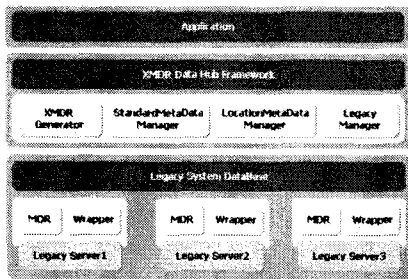 Application
XMDR Data Hub Framework
XMDR Generator
StandardMetaData Manager
LocationMetaData Manager
Legacy Manager
Legacy System DataBase
MDR Wrapper
MDR Wrapper
MDR Wrapper
Legacy Server1
Legacy Server2
Legacy Server3